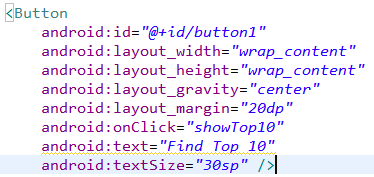 <Button
android:id="@+id/button1"
android:layout_width="wrap_content"
android:layout_height="wrap_content"
android:layout_gravity="center"
android:layout_margin="20dp"
android:onClick="showTop10"
android:text="Find Top 10"
android:textSize="30sp" />